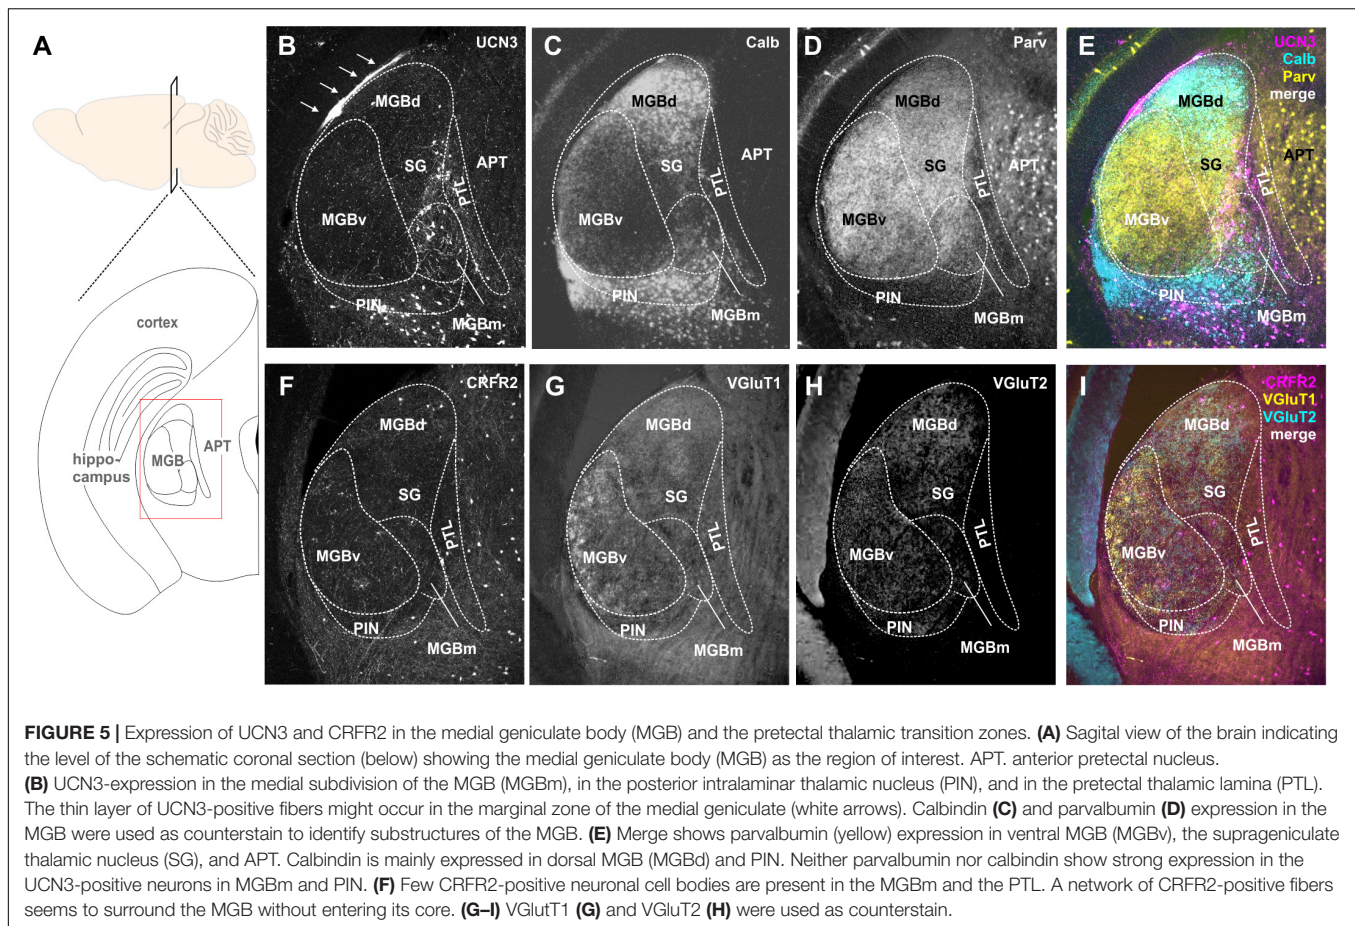 A
cortex
hippo-
campus
MGB
APT
B
UCN3
MGBd
SG
APT
PTL
MGBv
PIN
MGBm
C
Calb
MGBd
SG
APT
PTL
MGBv
PIN
MGBm
D
Parv
MGBd
SG
APT
PTL
MGBv
PIN
MGBm
E
UCN3
Calb
Parv
merge
MGBd
APT
SG
PTL
MGBv
PIN
MGBm
F
CRFR2
MGBd
SG
PTL
MGBv
PIN
MGBm
G
VGluT1
MGBd
SG
PTL
MGBv
PIN
MGBm
H
VGluT2
MGBd
SG
PTL
MGBv
PIN
MGBm
I
CRFR2
VGluT1
VGluT2
merge
MGBd
SG
PTL
MGBv
PIN
MGBm
FIGURE 5 | Expression of UCN3 and CRFR2 in the medial geniculate body (MGB) and the pretectal thalamic transition zones. (A) Sagital view of the brain indicating
the level of the schematic coronal section (below) showing the medial geniculate body (MGB) as the region of interest. APT. anterior pretectal nucleus.
(B) UCN3-expression in the medial subdivision of the MGB (MGBm), in the posterior intralaminar thalamic nucleus (PIN), and in the pretectal thalamic lamina (PTL).
The thin layer of UCN3-positive fibers might occur in the marginal zone of the medial geniculate (white arrows). Calbindin (C) and parvalbumin (D) expression in the
MGB were used as counterstain to identify substructures of the MGB. (E) Merge shows parvalbumin (yellow) expression in ventral MGB (MGBv), the suprageniculate
thalamic nucleus (SG), and APT. Calbindin is mainly expressed in dorsal MGB (MGBd) and PIN. Neither parvalbumin nor calbindin show strong expression in the
UCN3-positive neurons in MGBm and PIN. (F) Few CRFR2-positive neuronal cell bodies are present in the MGBm and the PTL. A network of CRFR2-positive fibers
seems to surround the MGB without entering its core. (G–I) VGlutT1 (G) and VGluT2 (H) were used as counterstain.